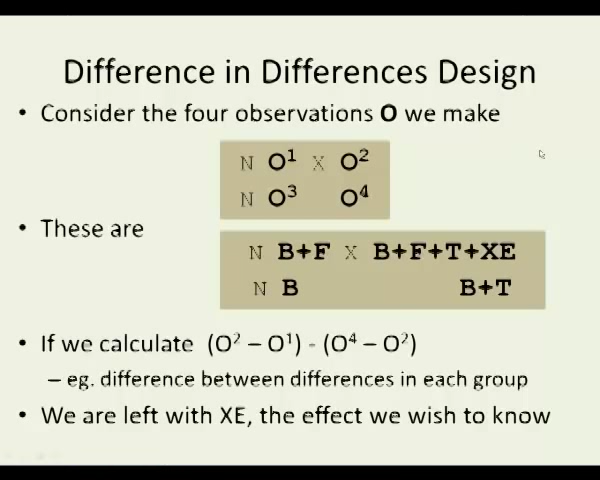 Difference in Differences Design
• Consider the four observations O we make
N O¹ X O²
N O³ O⁴
• These are
N B+F X B+F+T+XE
N B B+T
• If we calculate (O² – O¹) - (O⁴ – O²)
– eg. difference between differences in each group
• We are left with XE, the effect we wish to know